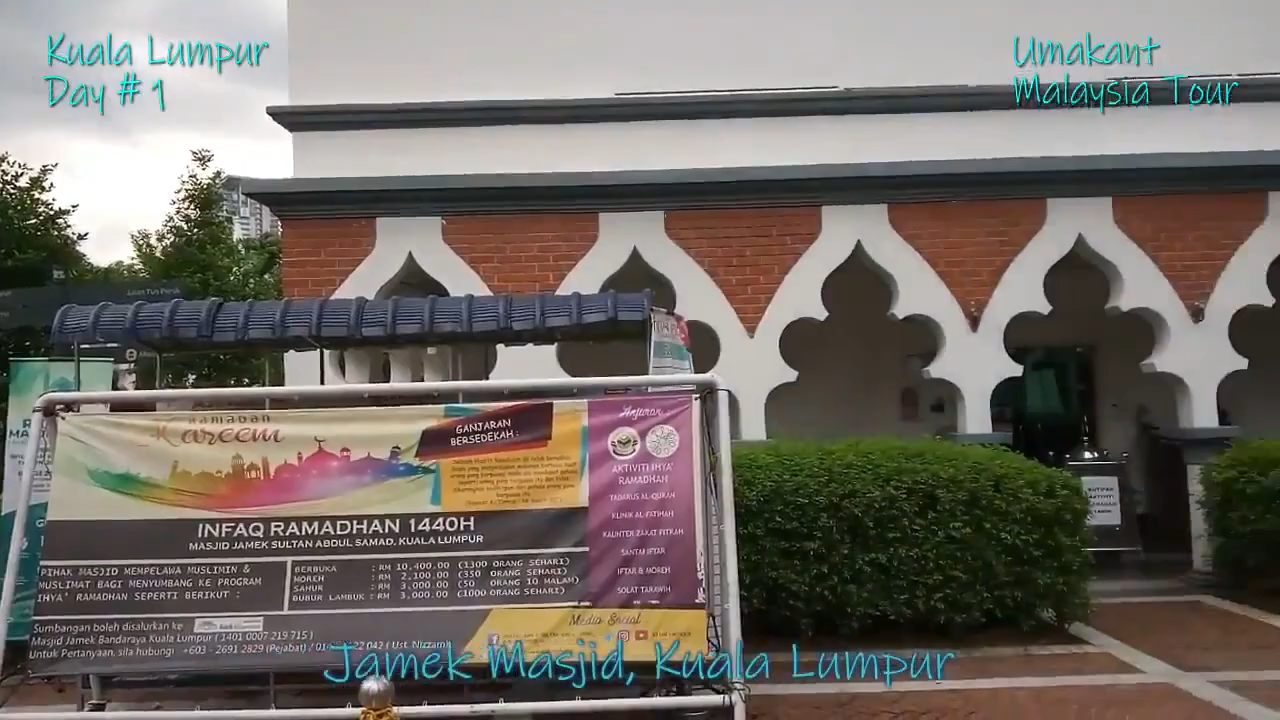 Kuala Lumpur
Day # 1
Umakant
Malaysia Tour
Jalan Tun Perak
Ramadan
Kareem
GANJARAN
BERSEDEKAH :
INFAQ RAMADHAN 1440H
MASJID JAMEK SULTAN ABDUL SAMAD, KUALA LUMPUR
PIHAK MASJID MEMPELAWA MUSLIMIN &
MUSLIMAT BAGI MENYUMBANG KE PROGRAM
IHYA' RAMADHAN SEPERTI BERIKUT :
BERBUKA : RM 10,400.00 (1300 ORANG SEHARI)
MOREH : RM 2,100.00 (350 ORANG SEHARI)
SAHUR : RM 3,000.00 (50 ORANG 10 MALAM)
BUBUR LAMBUK : RM 3,000.00 (1000 ORANG SEHARI)
Sumbangan boleh disalurkan ke
Masjid Jamek Bandaraya Kuala Lumpur ( 1401 0007 219 715 )
Untuk Pertanyaan, sila hubungi +603 - 2691 2829 (Pejabat) /
Anjuran
AKTIVITI IHYA'
RAMADHAN
TADARUS AL-QURAN
KLINIK AL-FATIHAH
KAUNTER ZAKAT FITRAH
SANTAI IFTAR
IFTAR & MOREH
SOLAT TARAWIH
Media Social
Jamek Masjid, Kuala Lumpur